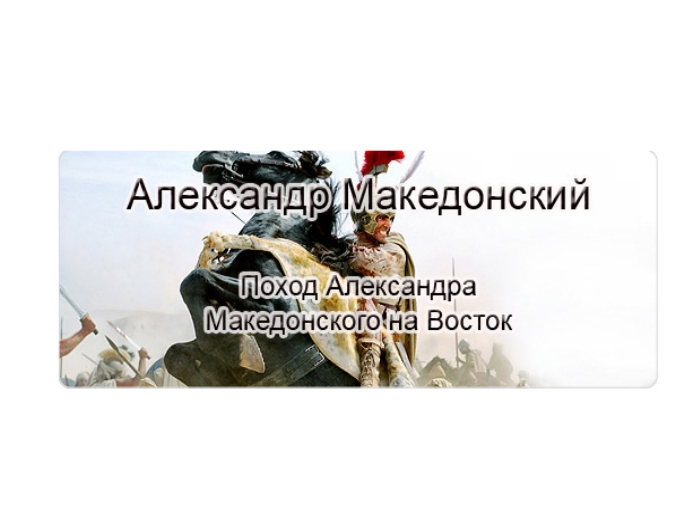 Александр Македонский
Поход Александра
Македонского на Восток